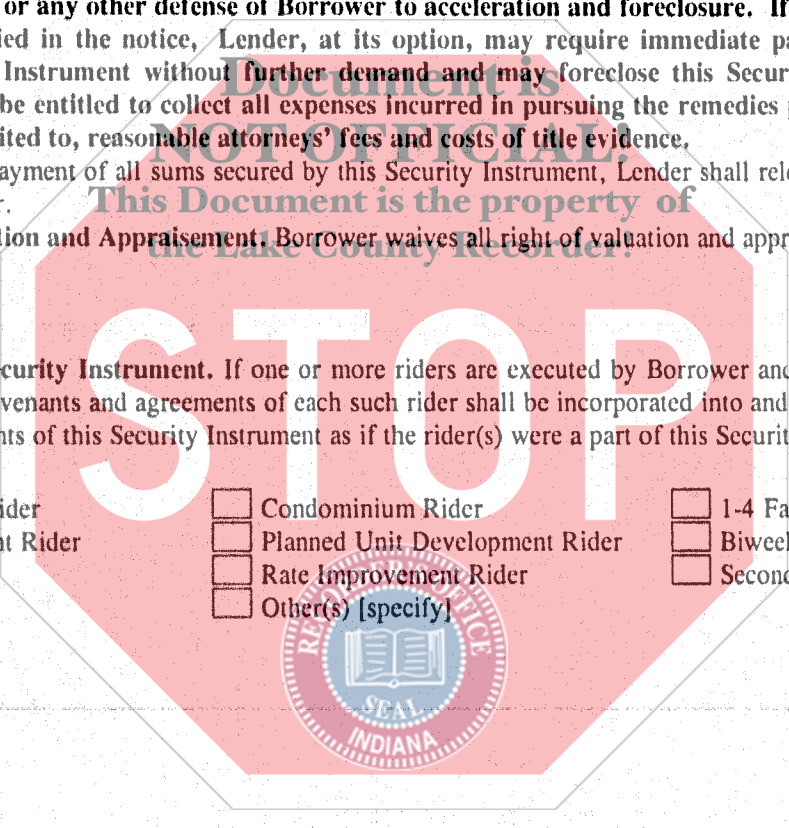 or any other defense of Borrower to acceleration and foreclosure. If
ied in the notice, Lender, at its option, may require immediate pa
Instrument without further demand and may foreclose this Secur
Document is
be entitled to collect all expenses incurred in pursuing the remedies p
ited to, reasonable attorneys' fees and costs of title evidence.
NOT OFFICIAL!
ayment of all sums secured by this Security Instrument, Lender shall rele
r.
This Document is the property of
tion and Appraisement. Borrower waives all right of valuation and appr
the Lake County Recorder!
STOP
curity Instrument. If one or more riders are executed by Borrower and
venants and agreements of each such rider shall be incorporated into and
nts of this Security Instrument as if the rider(s) were a part of this Securit
ider Condominium Rider 1-4 Fa
nt Rider Planned Unit Development Rider Biweek
Rate Improvement Rider Second
Other(s) [specify]
SEAL
INDIANA